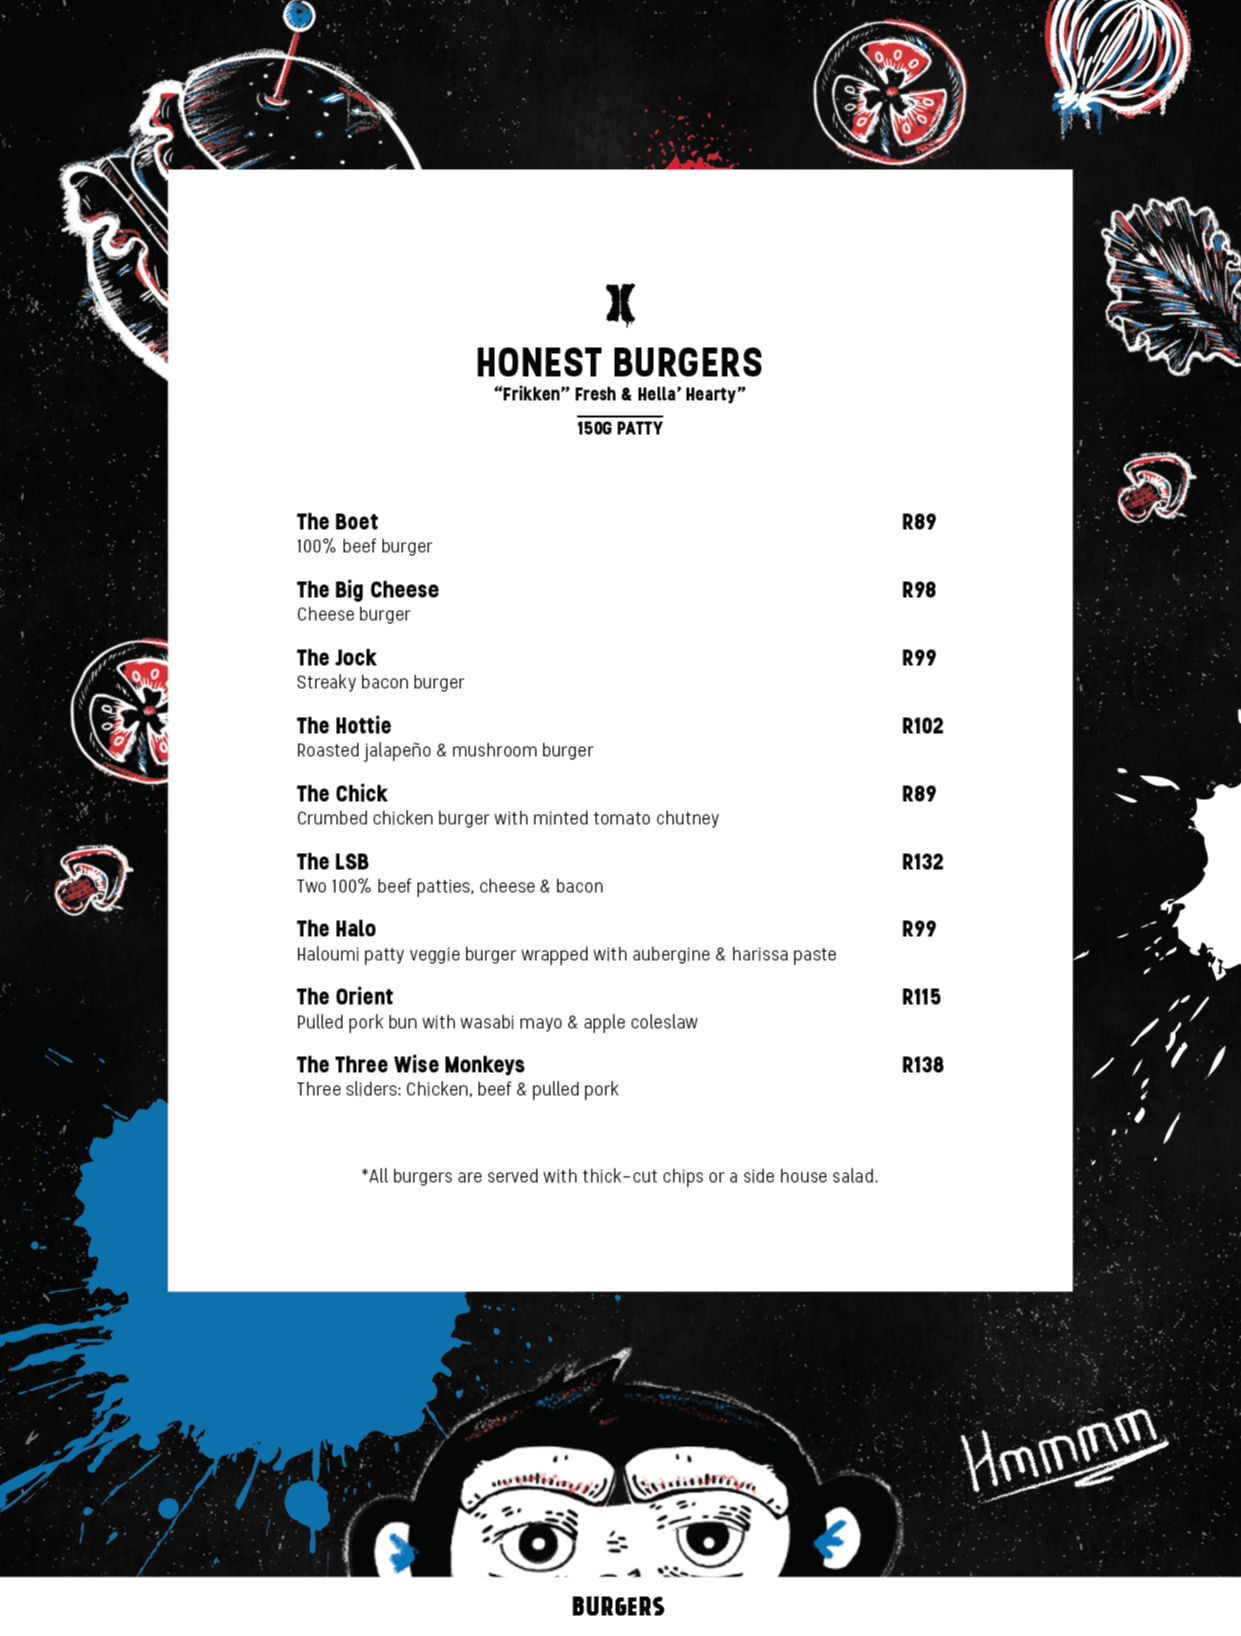 HONEST BURGERS
“Frikken” Fresh & Hella’ Hearty”
150G PATTY
The Boet R89
100% beef burger
The Big Cheese R98
Cheese burger
The Jock R99
Streaky bacon burger
The Hottie R102
Roasted jalapeño & mushroom burger
The Chick R89
Crumbed chicken burger with minted tomato chutney
The LSB R132
Two 100% beef patties, cheese & bacon
The Halo R99
Haloumi patty veggie burger wrapped with aubergine & harissa paste
The Orient R115
Pulled pork bun with wasabi mayo & apple coleslaw
The Three Wise Monkeys R138
Three sliders: Chicken, beef & pulled pork
*All burgers are served with thick-cut chips or a side house salad.
Hmmmm
BURGERS